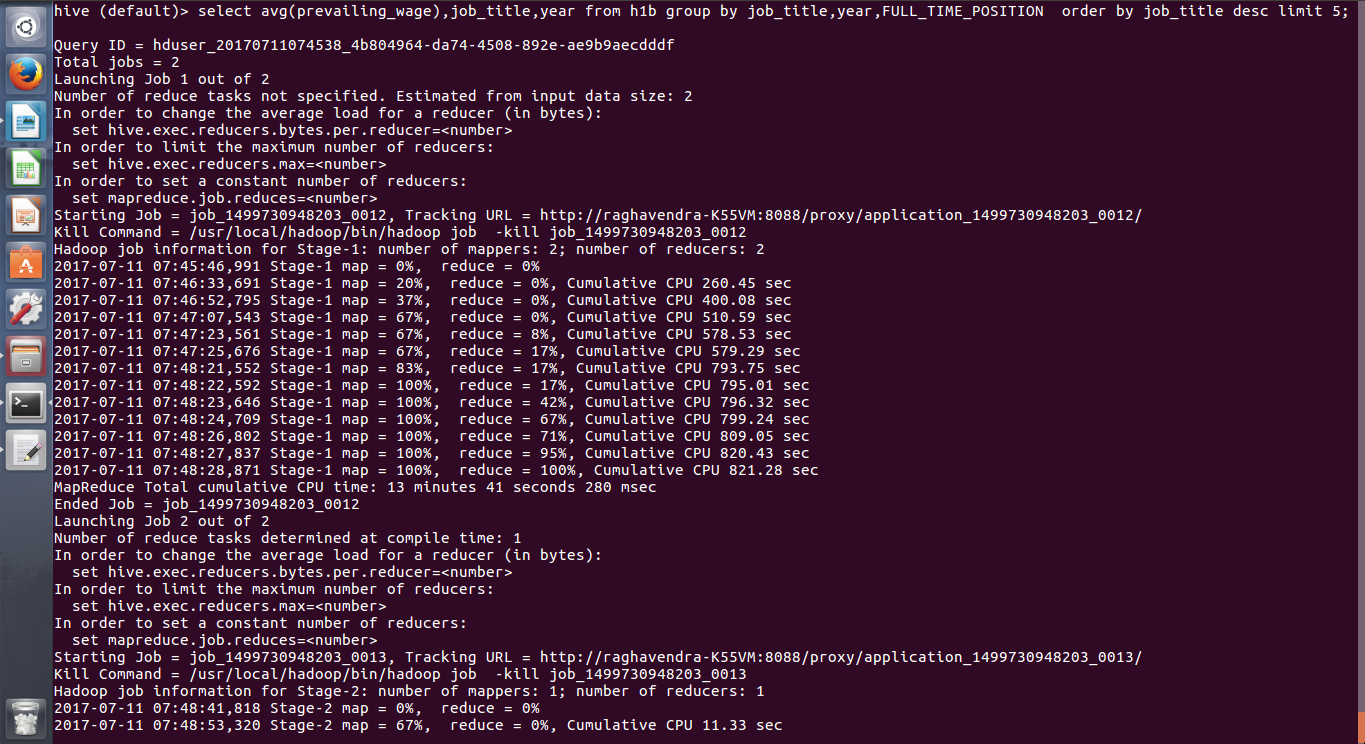 hive (default)> select avg(prevailing_wage),job_title,year from h1b group by job_title,year,FULL_TIME_POSITION  order by job_title desc limit 5;
Query ID = hduser_20170711074538_4b804964-da74-4508-892e-ae9b9aecdddf
Total jobs = 2
Launching Job 1 out of 2
Number of reduce tasks not specified. Estimated from input data size: 2
In order to change the average load for a reducer (in bytes):
  set hive.exec.reducers.bytes.per.reducer=<number>
In order to limit the maximum number of reducers:
  set hive.exec.reducers.max=<number>
In order to set a constant number of reducers:
  set mapreduce.job.reduces=<number>
Starting Job = job_1499730948203_0012, Tracking URL = http://raghavendra-K55VM:8088/proxy/application_1499730948203_0012/
Kill Command = /usr/local/hadoop/bin/hadoop job  -kill job_1499730948203_0012
Hadoop job information for Stage-1: number of mappers: 2; number of reducers: 2
2017-07-11 07:45:46,991 Stage-1 map = 0%,  reduce = 0%
2017-07-11 07:46:33,691 Stage-1 map = 20%,  reduce = 0%, Cumulative CPU 260.45 sec
2017-07-11 07:46:52,795 Stage-1 map = 37%,  reduce = 0%, Cumulative CPU 400.08 sec
2017-07-11 07:47:07,543 Stage-1 map = 67%,  reduce = 0%, Cumulative CPU 510.59 sec
2017-07-11 07:47:23,561 Stage-1 map = 67%,  reduce = 8%, Cumulative CPU 578.53 sec
2017-07-11 07:47:25,676 Stage-1 map = 67%,  reduce = 17%, Cumulative CPU 579.29 sec
2017-07-11 07:48:21,552 Stage-1 map = 83%,  reduce = 17%, Cumulative CPU 793.75 sec
2017-07-11 07:48:22,592 Stage-1 map = 100%,  reduce = 17%, Cumulative CPU 795.01 sec
2017-07-11 07:48:23,646 Stage-1 map = 100%,  reduce = 42%, Cumulative CPU 796.32 sec
2017-07-11 07:48:24,709 Stage-1 map = 100%,  reduce = 67%, Cumulative CPU 799.24 sec
2017-07-11 07:48:26,802 Stage-1 map = 100%,  reduce = 71%, Cumulative CPU 809.05 sec
2017-07-11 07:48:27,837 Stage-1 map = 100%,  reduce = 95%, Cumulative CPU 820.43 sec
2017-07-11 07:48:28,871 Stage-1 map = 100%,  reduce = 100%, Cumulative CPU 821.28 sec
MapReduce Total cumulative CPU time: 13 minutes 41 seconds 280 msec
Ended Job = job_1499730948203_0012
Launching Job 2 out of 2
Number of reduce tasks determined at compile time: 1
In order to change the average load for a reducer (in bytes):
  set hive.exec.reducers.bytes.per.reducer=<number>
In order to limit the maximum number of reducers:
  set hive.exec.reducers.max=<number>
In order to set a constant number of reducers:
  set mapreduce.job.reduces=<number>
Starting Job = job_1499730948203_0013, Tracking URL = http://raghavendra-K55VM:8088/proxy/application_1499730948203_0013/
Kill Command = /usr/local/hadoop/bin/hadoop job  -kill job_1499730948203_0013
Hadoop job information for Stage-2: number of mappers: 1; number of reducers: 1
2017-07-11 07:48:41,818 Stage-2 map = 0%,  reduce = 0%
2017-07-11 07:48:53,320 Stage-2 map = 67%,  reduce = 0%, Cumulative CPU 11.33 sec